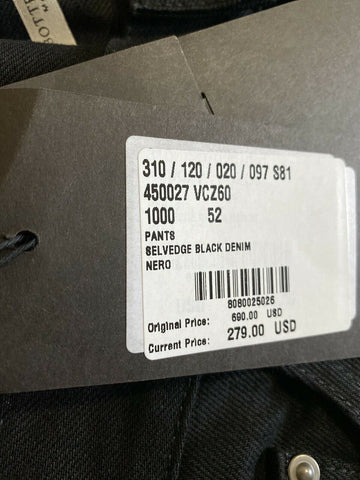 BOTTE
310 / 120 / 020 / 097 S81
450027 VCZ60
1000 52
PANTS
SELVEDGE BLACK DENIM
NERO
8080025026
Original Price: 690.00 USD
Current Price: 279.00 USD